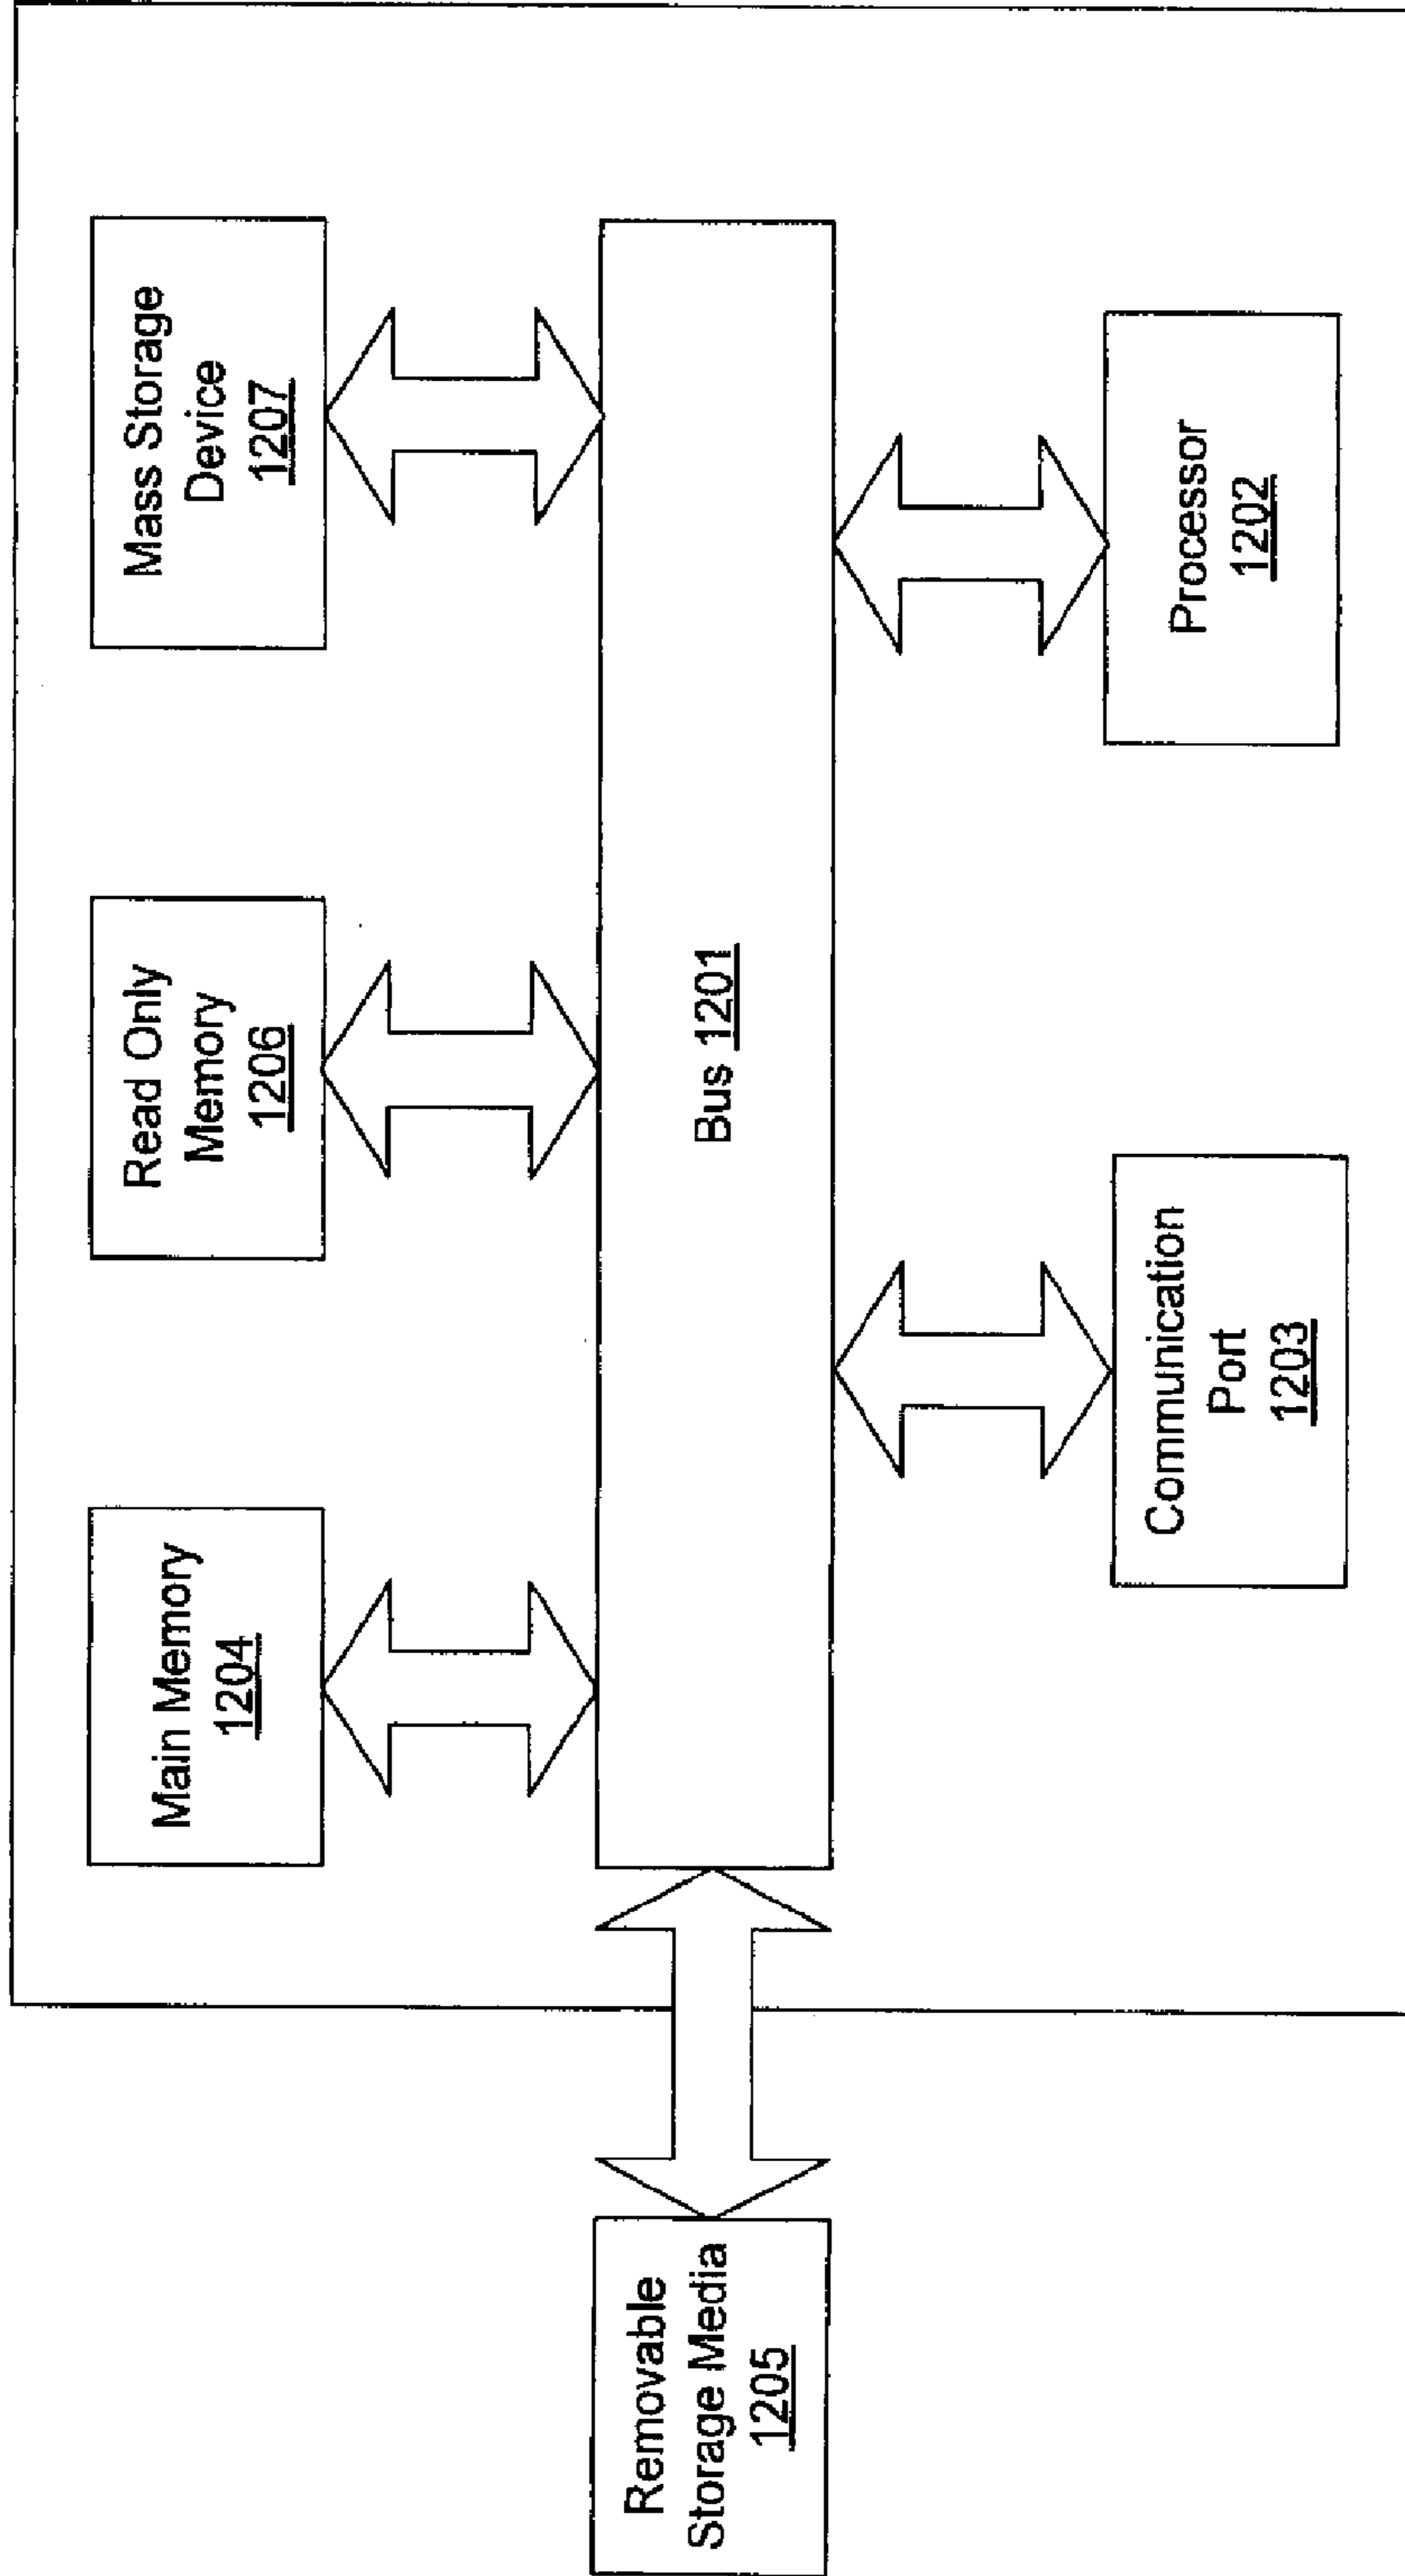 Main Memory
1204
Read Only
Memory
1206
Mass Storage
Device
1207
Removable
Storage Media
1205
Bus 1201
Communication
Port
1203
Processor
1202